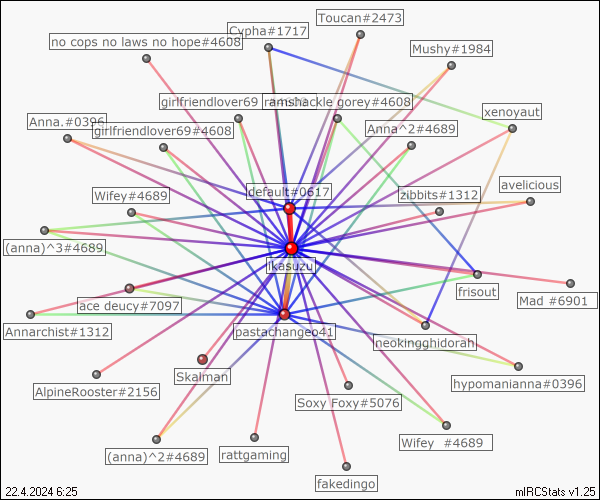 Toucan#2473
Cypha#1717
no cops no laws no hope#4608
Mushy#1984
girlfriendlover69
ramshackle gorey#4608
xenoyaut
Anna.#0396
girlfriendlover69#4608
Anna^2#4689
default#0617
Wifey#4689
zibbits#1312
avelicious
(anna)^3#4689
ikasuzu
ace deucy#7097
frisout
Mad #6901
Annarchist#1312
pastachangeo41
neokingghidorah
Skalman
AlpineRooster#2156
hypomanianna#0396
Soxy Foxy#5076
(anna)^2#4689
rattgaming
Wifey #4689
fakedingo
22.4.2024 6:25
mIRCStats v1.25